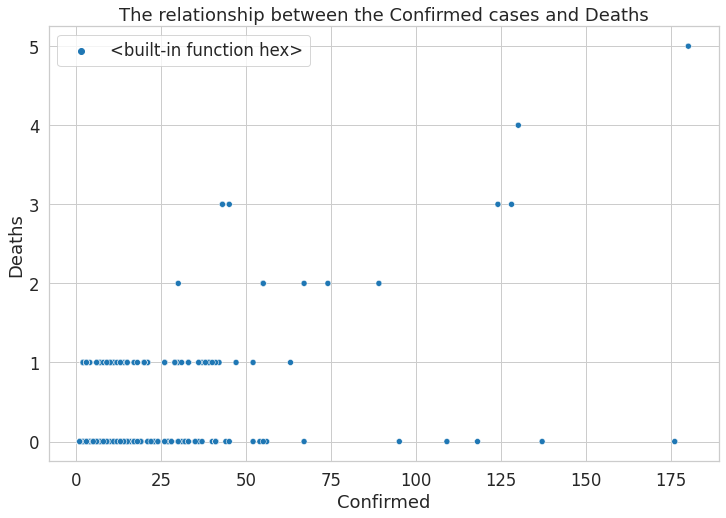 The relationship between the Confirmed cases and Deaths
<built-in function hex>
5
4
3
2
1
0
Deaths
0 25 50 75 100 125 150 175
Confirmed